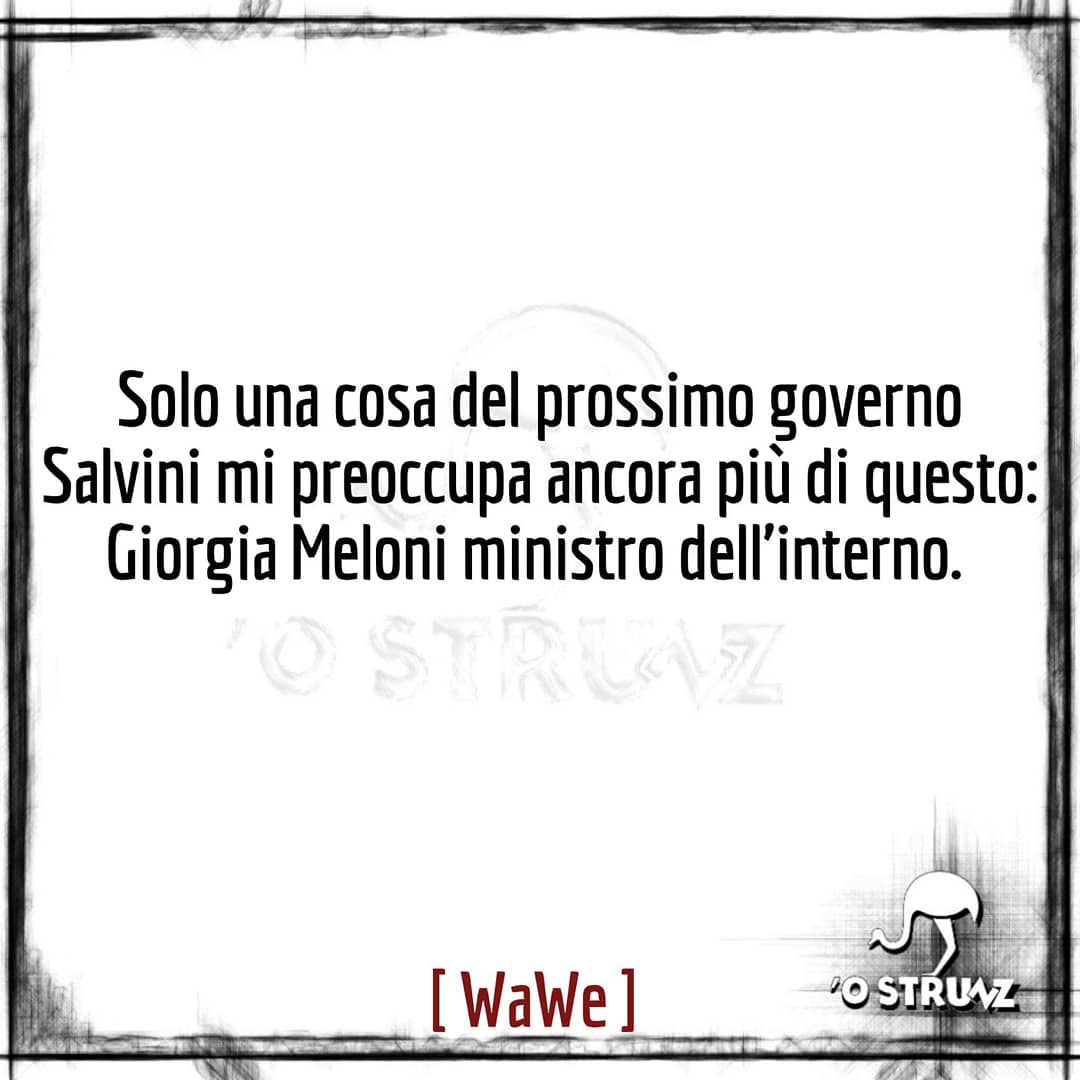 Solo una cosa del prossimo governo
Salvini mi preoccupa ancora più di questo:
Giorgia Meloni ministro dell'interno.
'O STRUNZ
[ WaWe ]
'O STRUNZ